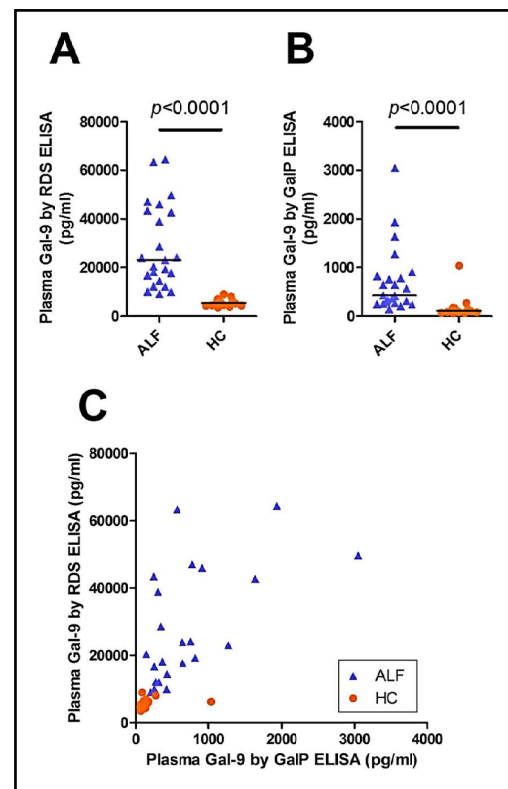 A
B
p<0.0001
p<0.0001
Plasma Gal-9 by RDS ELISA
(pg/ml)
80000
60000
40000
20000
0
ALF
HC
Plasma Gal-9 by GalP ELISA
(pg/ml)
4000
3000
2000
1000
0
ALF
HC
C
Plasma Gal-9 by RDS ELISA (pg/ml)
80000
60000
40000
20000
0
ALF
HC
0
1000
2000
3000
4000
Plasma Gal-9 by GalP ELISA (pg/ml)